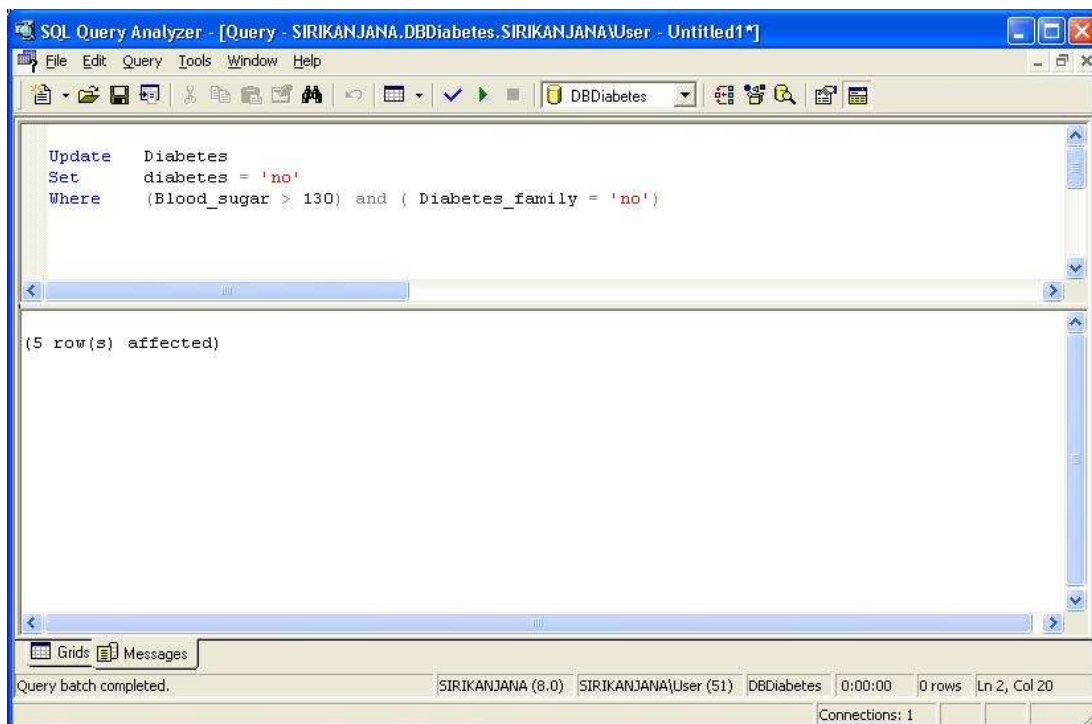 SQL Query Analyzer - [Query - SIRIKANJANA.DBDiabetes.SIRIKANJANA\User - Untitled1*]
File Edit Query Tools Window Help
DBDiabetes
Update Diabetes
Set diabetes = 'no'
Where (Blood_sugar > 130) and ( Diabetes_family = 'no')
(5 row(s) affected)
Grids Messages
Query batch completed. SIRIKANJANA (8.0) SIRIKANJANA\User (51) DBDiabetes 0:00:00 0 rows Ln 2, Col 20
Connections: 1